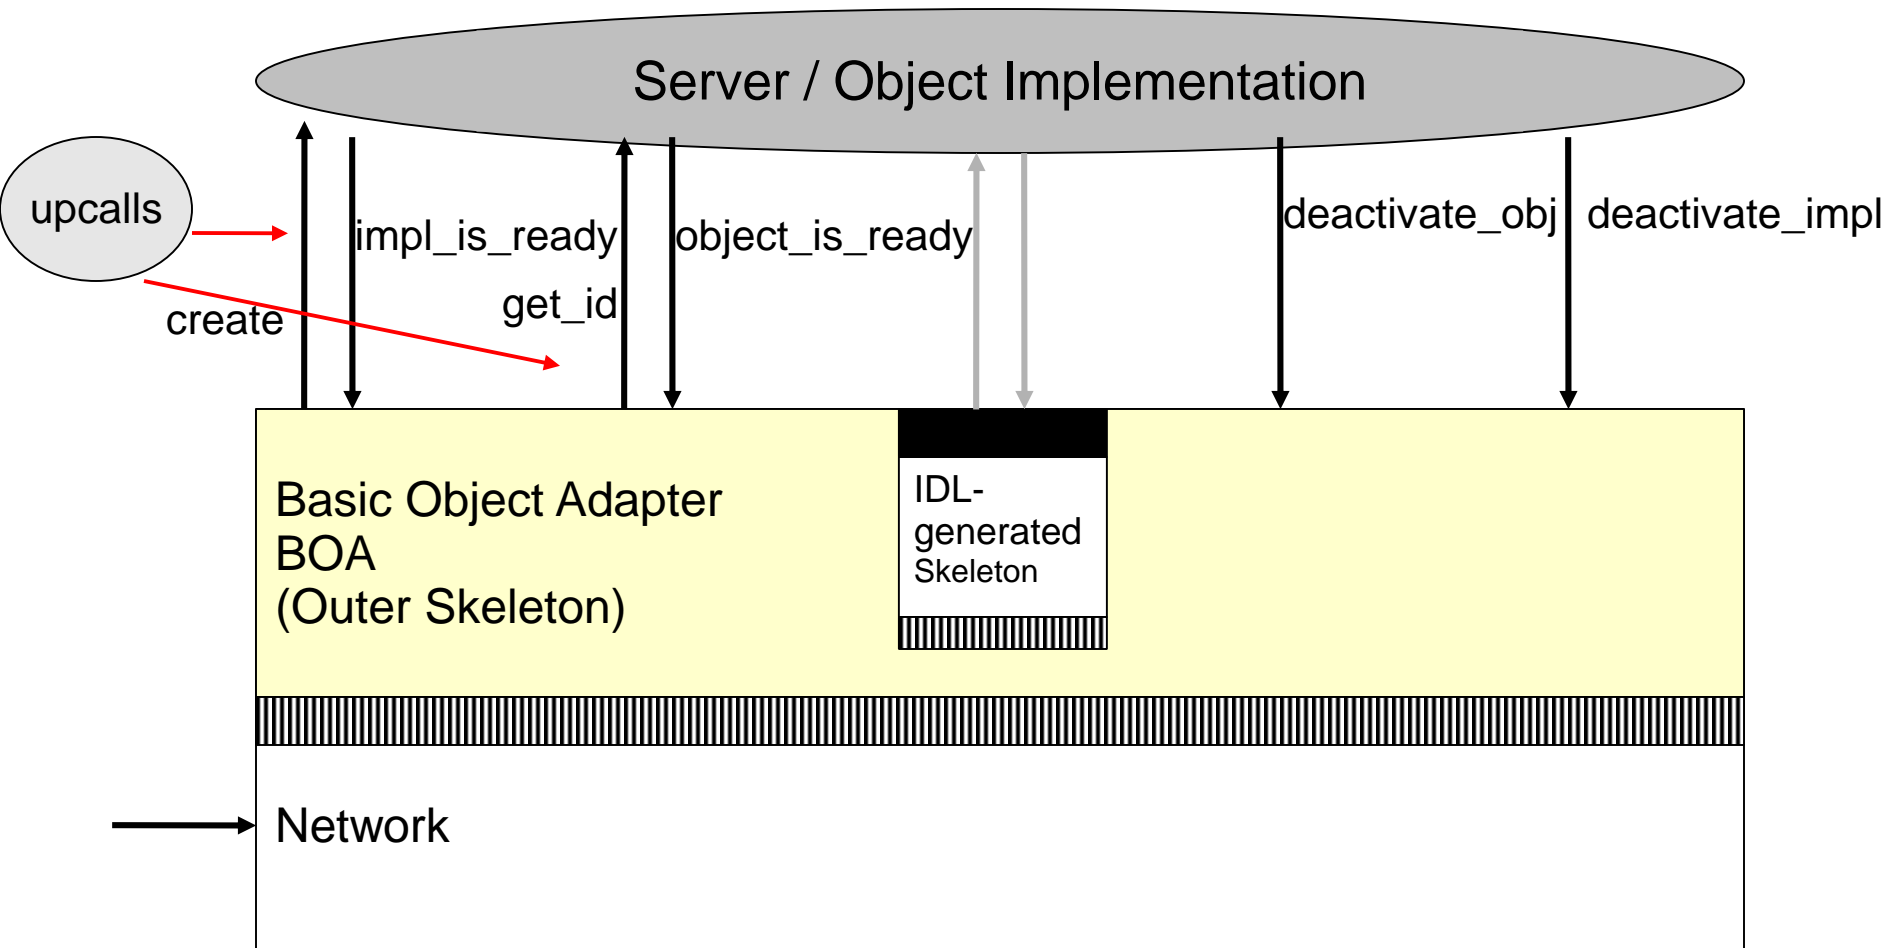 Server / Object Implementation
upcalls
impl_is_ready
object_is_ready
deactivate_obj
deactivate_impl
get_id
create
Basic Object Adapter
BOA
(Outer Skeleton)
IDL-
generated
Skeleton
Network